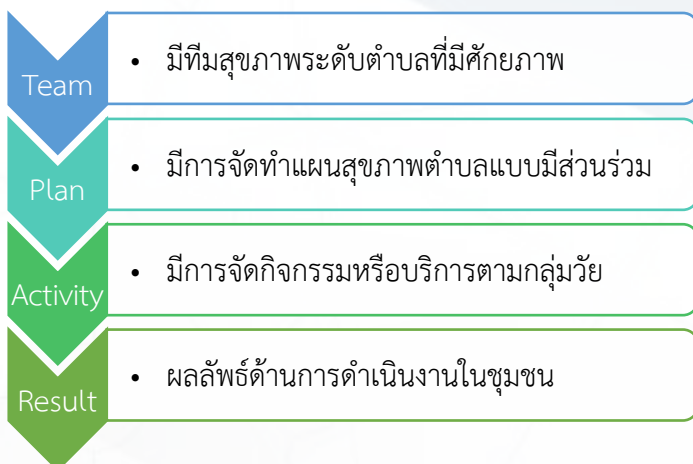 Team
• มีทีมสุขภาพระดับตำบลที่มีศักยภาพ
Plan
• มีการจัดทำแผนสุขภาพตำบลแบบมีส่วนร่วม
Activity
• มีการจัดกิจกรรมหรือบริการตามกลุ่มวัย
Result
• ผลลัพธ์ด้านการดำเนินงานในชุมชน